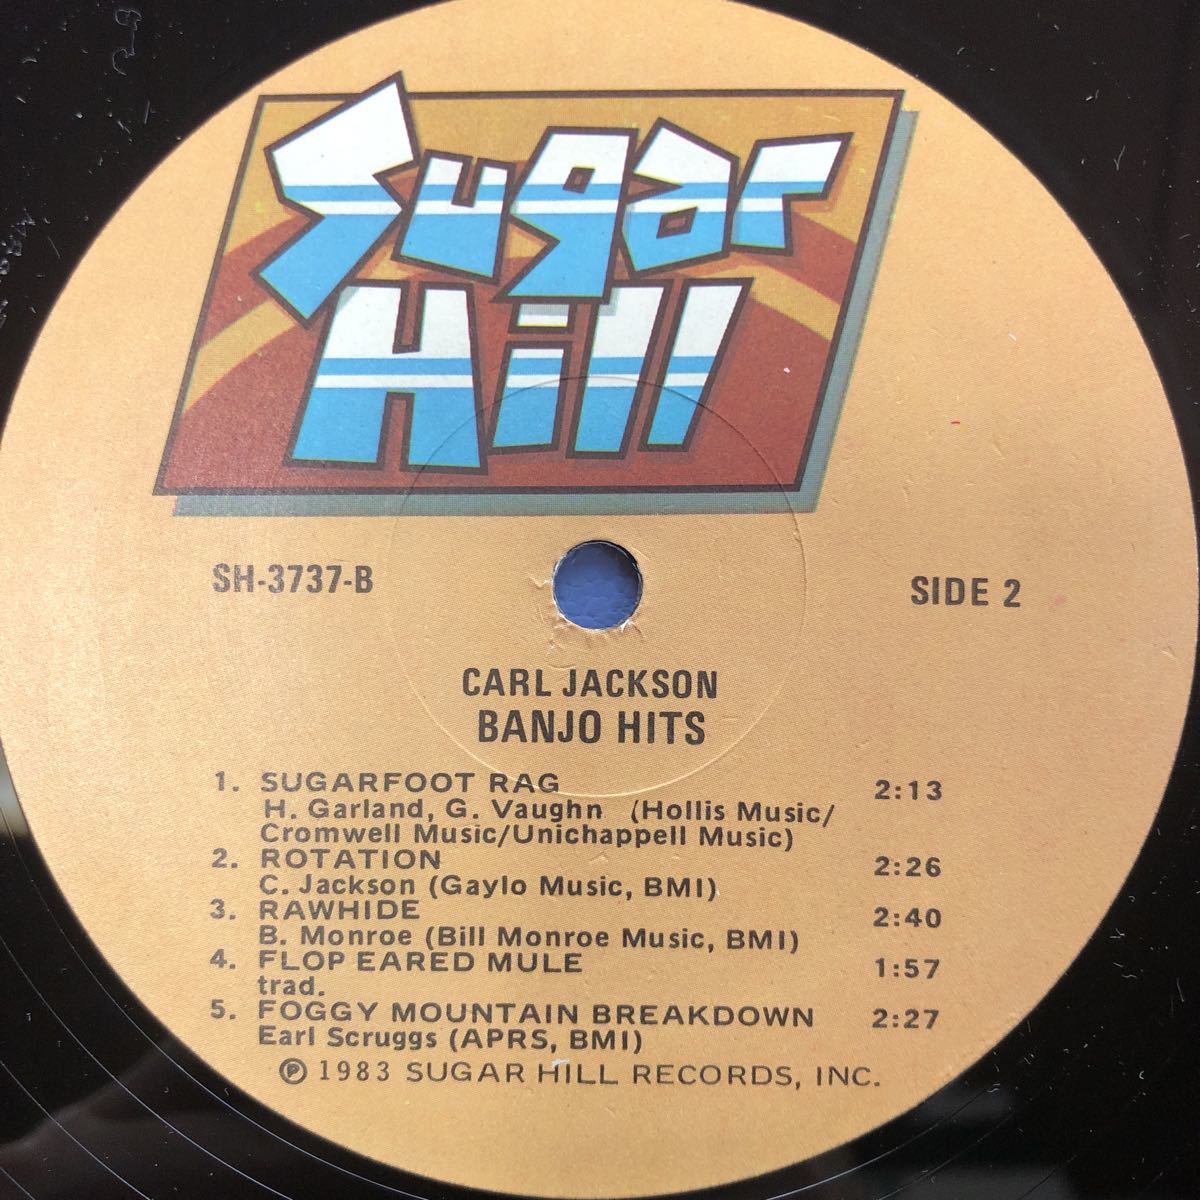 Sugar
Hill
SH-3737-B
SIDE 2
CARL JACKSON
BANJO HITS
1. SUGARFOOT RAG 2:13
H. Garland, G. Vaughn (Hollis Music/
Cromwell Music/Unichappell Music)
2. ROTATION 2:26
C. Jackson (Gaylo Music, BMI)
3. RAWHIDE 2:40
B. Monroe (Bill Monroe Music, BMI)
4. FLOP EARED MULE 1:57
trad.
5. FOGGY MOUNTAIN BREAKDOWN 2:27
Earl Scruggs (APRS, BMI)
℗ 1983 SUGAR HILL RECORDS, INC.